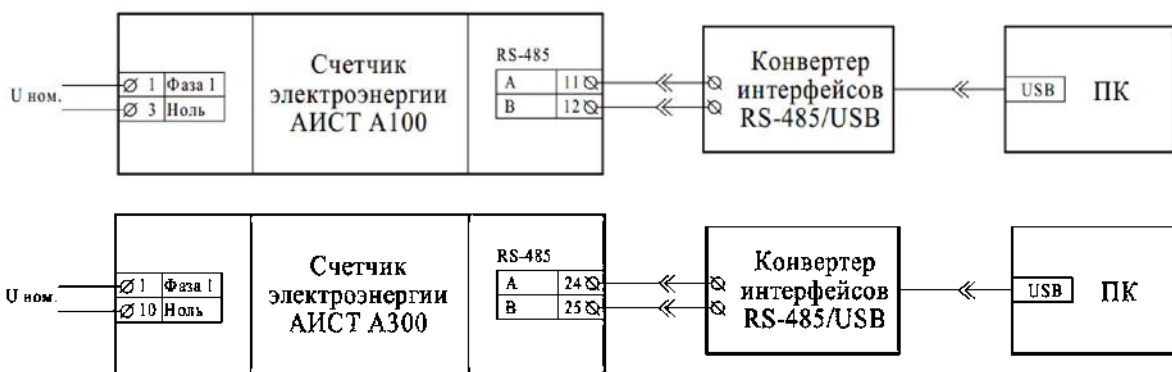 U ном.
1 Фаза 1
3 Ноль
Счетчик
электроэнергии
АИСТ А100
RS-485
A 11
B 12
Конвертер
интерфейсов
RS-485/USB
USB
ПК
U ном.
1 Фаза 1
10 Ноль
Счетчик
электроэнергии
АИСТ А300
RS-485
A 24
B 25
Конвертер
интерфейсов
RS-485/USB
USB
ПК